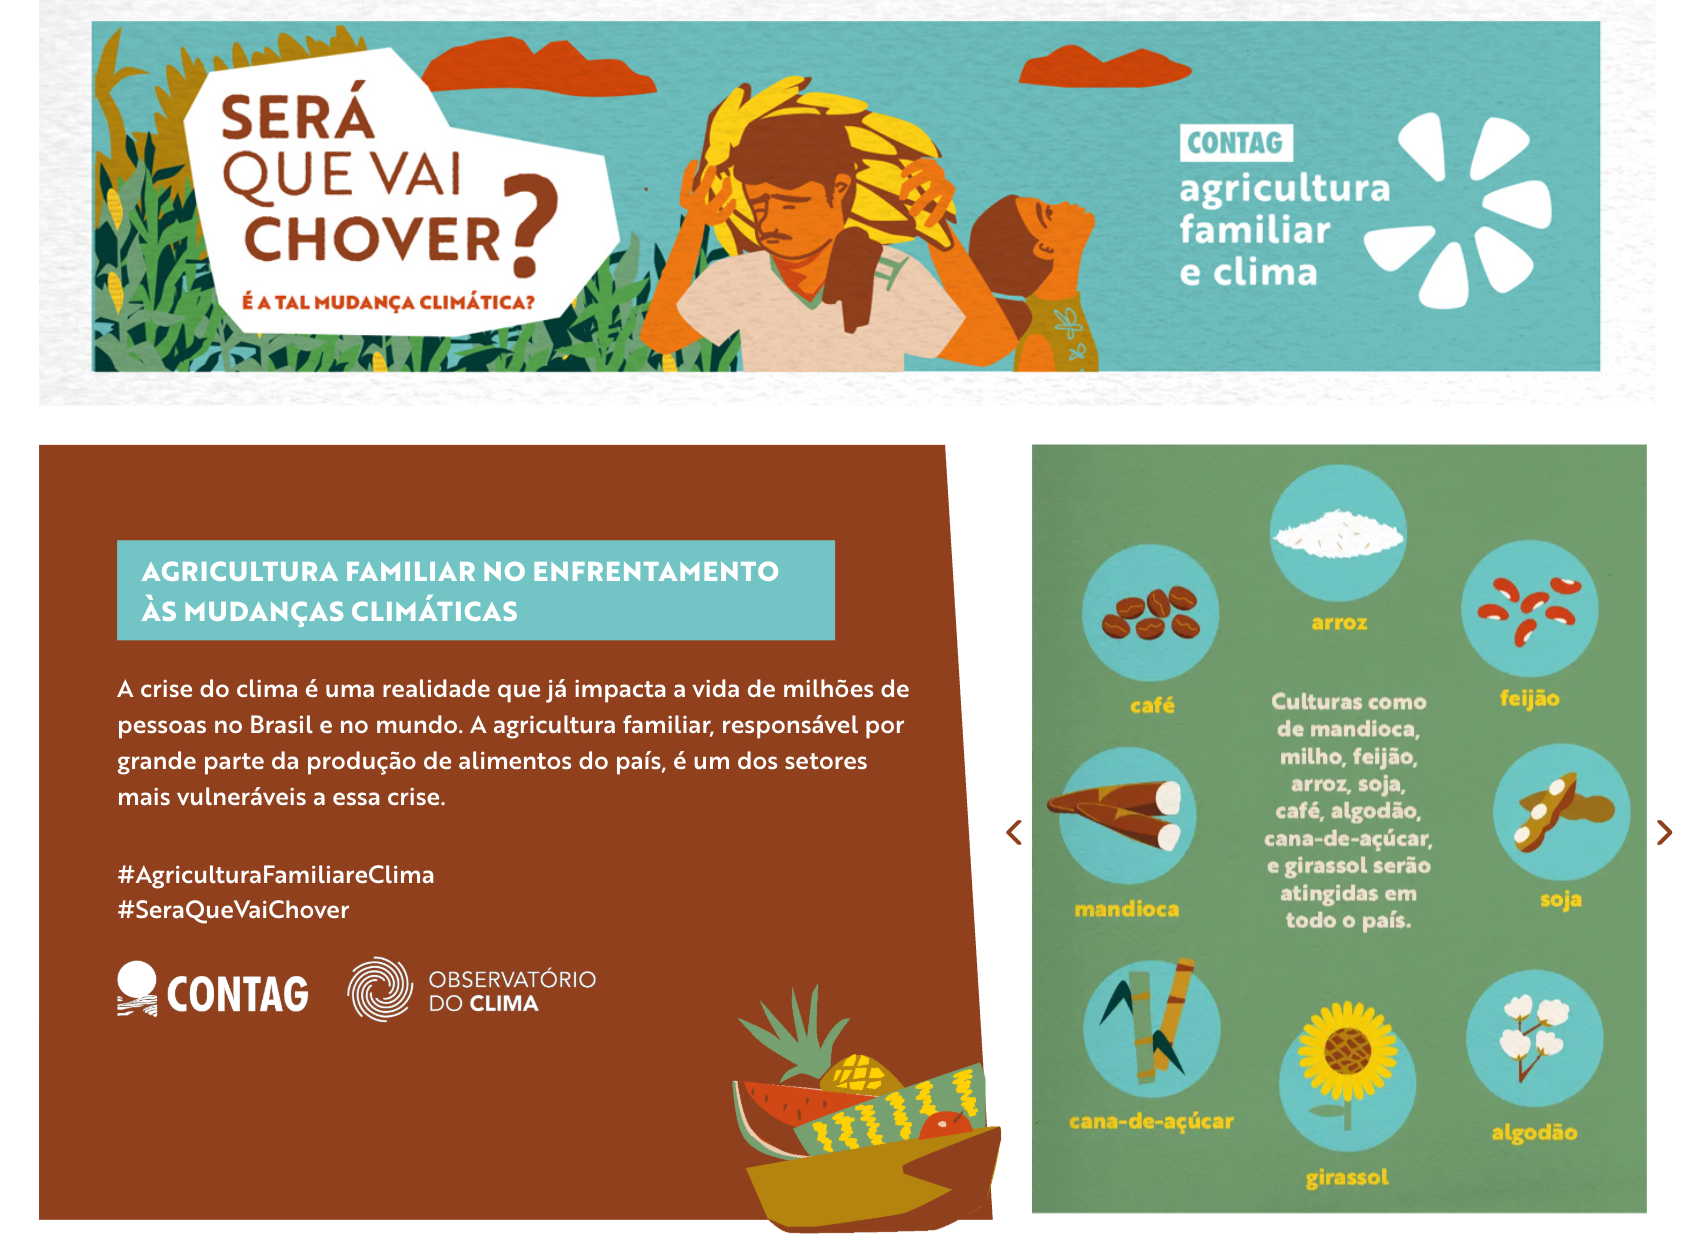 SERÁ
QUE VAI
CHOVER?
É A TAL MUDANÇA CLIMÁTICA?
CONTAG
agricultura
familiar
e clima
AGRICULTURA FAMILIAR NO ENFRENTAMENTO
ÀS MUDANÇAS CLIMÁTICAS
A crise do clima é uma realidade que já impacta a vida de milhões de
pessoas no Brasil e no mundo. A agricultura familiar, responsável por
grande parte da produção de alimentos do país, é um dos setores
mais vulneráveis a essa crise.
#AgriculturaFamiliareClima
#SeraQueVaiChover
CONTAG
OBSERVATÓRIO
DO CLIMA
arroz
café
feijão
Culturas como
de mandioca,
milho, feijão,
arroz, soja,
café, algodão,
cana-de-açúcar,
e girassol serão
atingidas em
todo o país.
mandioca
soja
cana-de-açúcar
algodão
girassol